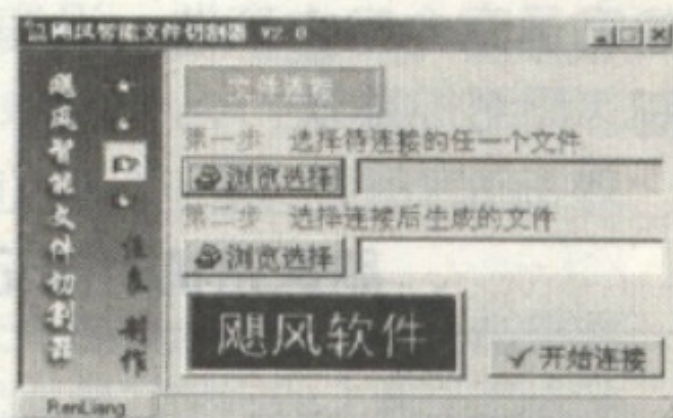 飓风智能文件切割器 V2.0
飓风智能文件切割器
制作
文件连接
第一步 选择待连接的任一个文件
浏览选择
第二步 选择连接后生成的文件
浏览选择
飓风软件
开始连接
RenLiang